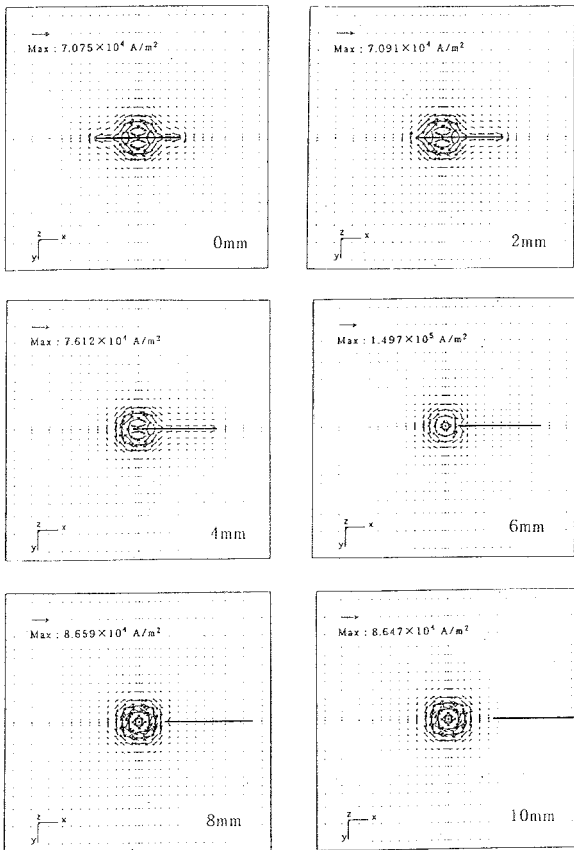 Max : 7.075×10⁴ A/m²
z
x
y
0mm
Max : 7.091×10⁴ A/m²
z
x
y
2mm
Max : 7.612×10⁴ A/m²
z
x
y
4mm
Max : 1.497×10⁵ A/m²
z
x
y
6mm
Max : 8.659×10⁴ A/m²
z
x
y
8mm
Max : 8.647×10⁴ A/m²
z
x
y
10mm